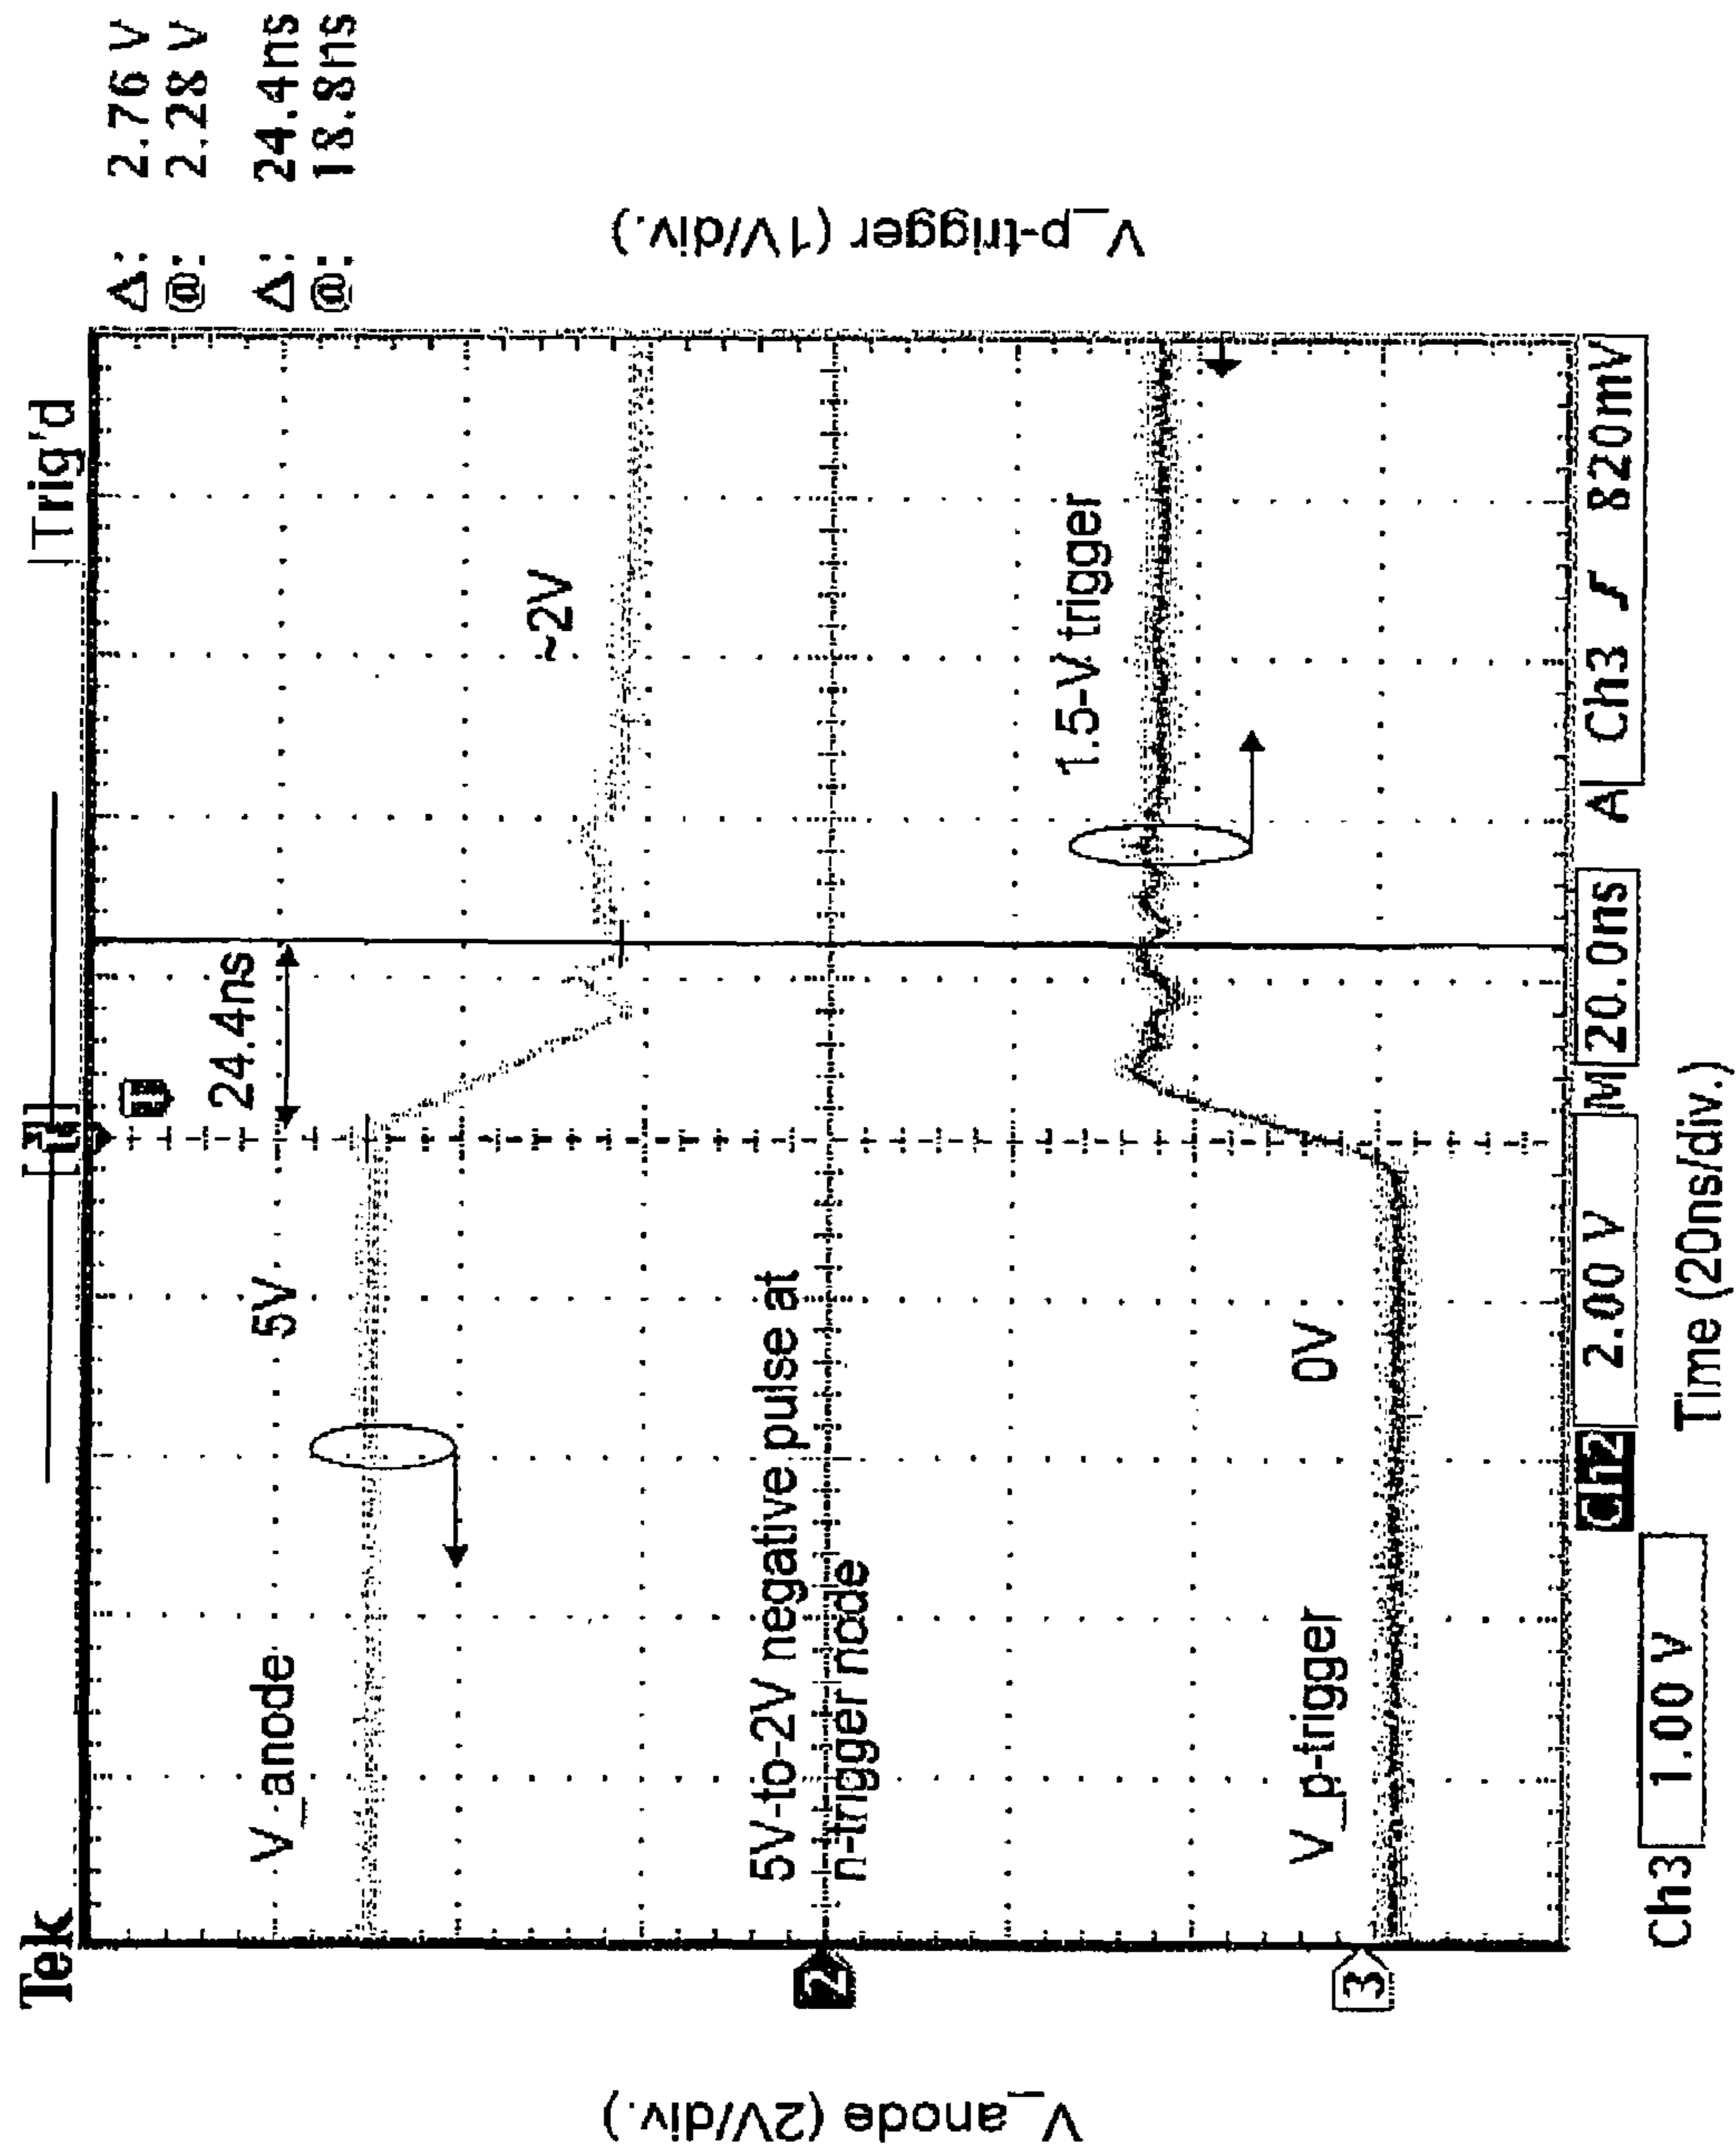 Tek
Trig'd
Δ: 2.76 V
@: 2.28 V
Δ: 24.4ns
@: 18.8ns
24.4ns
5V
V_anode
~2V
5V-to-2V negative pulse at
n-trigger node
1.5-V trigger
0V
V_p-trigger
2
3
V_anode (2V/div.)
V_p-trigger (1V/div.)
Ch2 2.00 V M 20.0ns A Ch3 820mV
Ch3 1.00 V
Time (20ns/div.)